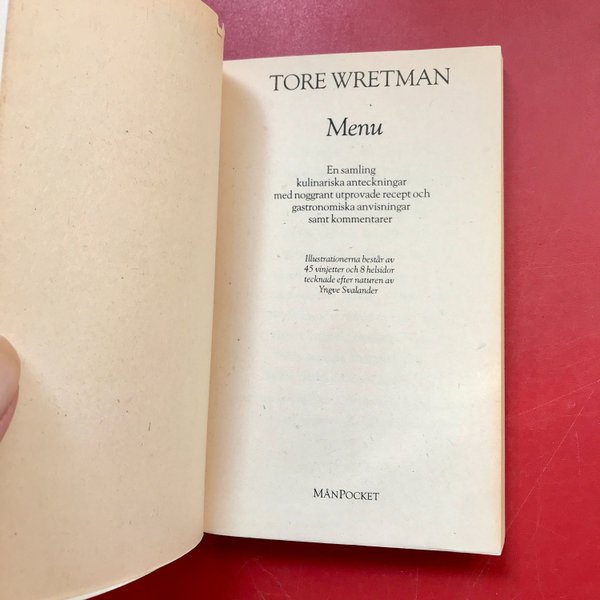 TORE WRETMAN
Menu
En samling
kulinariska anteckningar
med noggrant utprovade recept och
gastronomiska anvisningar
samt kommentarer
Illustrationerna består av
45 vinjetter och 8 helsidor
tecknade efter naturen av
Yngve Svalander
MÅNPOCKET